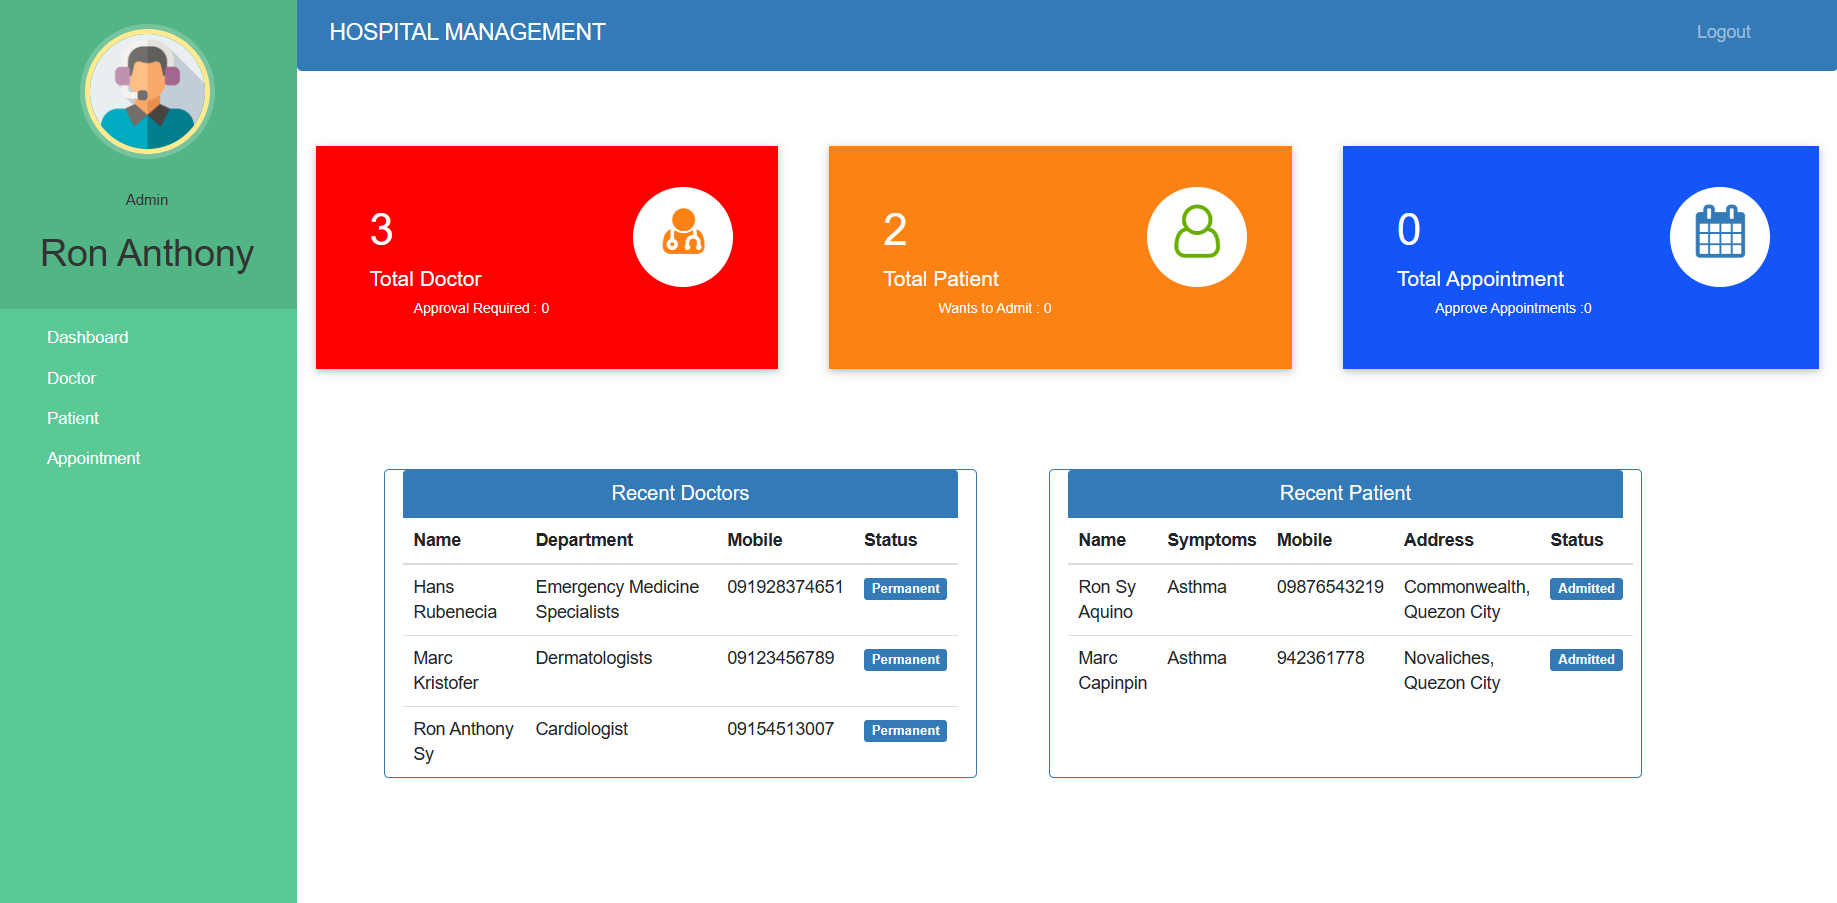 HOSPITAL MANAGEMENT
Logout
Admin
Ron Anthony
Dashboard
Doctor
Patient
Appointment
3
Total Doctor
Approval Required : 0
2
Total Patient
Wants to Admit : 0
0
Total Appointment
Approve Appointments :0
Recent Doctors
Name Department Mobile Status
Hans Emergency Medicine 091928374651 Permanent
Rubenecia Specialists
Marc Dermatologists 09123456789 Permanent
Kristofer
Ron Anthony Cardiologist 09154513007 Permanent
Sy
Recent Patient
Name Symptoms Mobile Address Status
Ron Sy Asthma 09876543219 Commonwealth, Admitted
Aquino Quezon City
Marc Asthma 942361778 Novaliches, Admitted
Capinpin Quezon City